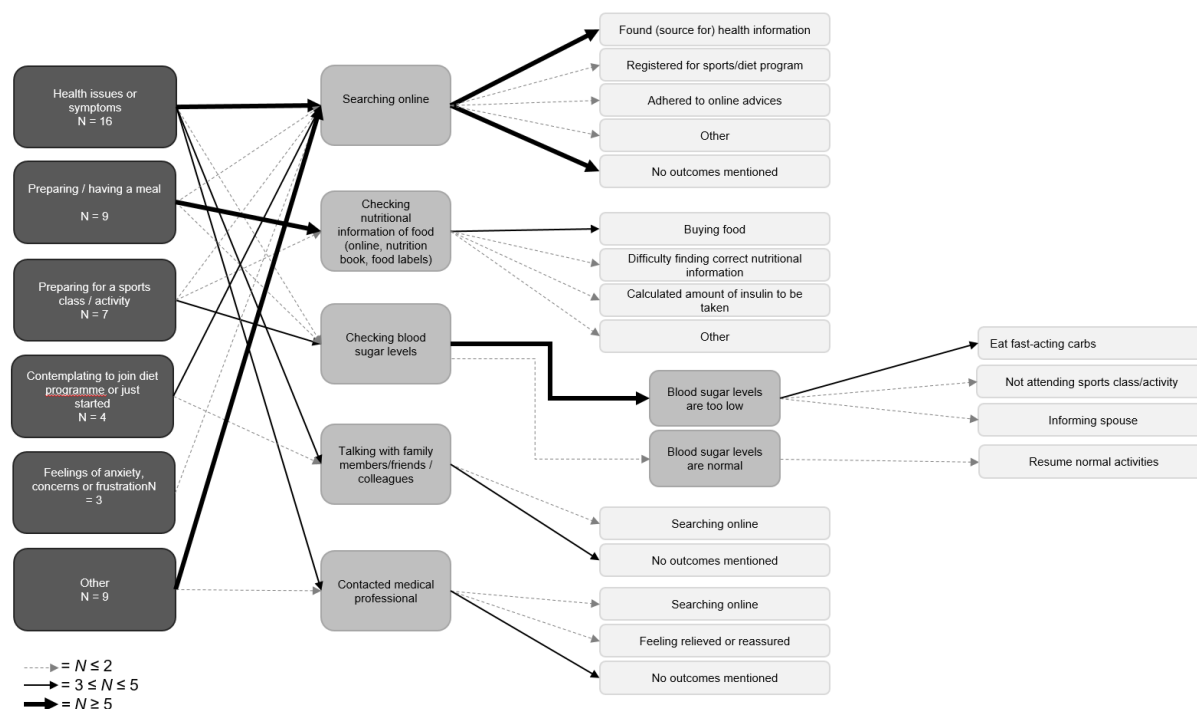 Health issues or
symptoms
N = 16
Preparing / having a meal
N = 9
Preparing for a sports
class / activity
N = 7
Contemplating to join diet
programme or just
started
N = 4
Feelings of anxiety,
concerns or frustrationN
= 3
Other
N = 9
Searching online
Checking
nutritional
information of food
(online, nutrition
book, food labels)
Checking blood
sugar levels
Talking with family
members/friends /
colleagues
Contacted medical
professional
Found (source for) health information
Registered for sports/diet program
Adhered to online advices
Other
No outcomes mentioned
Buying food
Difficulty finding correct nutritional
information
Calculated amount of insulin to be
taken
Other
Blood sugar levels
are too low
Blood sugar levels
are normal
Eat fast-acting carbs
Not attending sports class/activity
Informing spouse
Resume normal activities
Searching online
No outcomes mentioned
Searching online
Feeling relieved or reassured
No outcomes mentioned
= N ≤ 2
= 3 ≤ N ≤ 5
= N ≥ 5